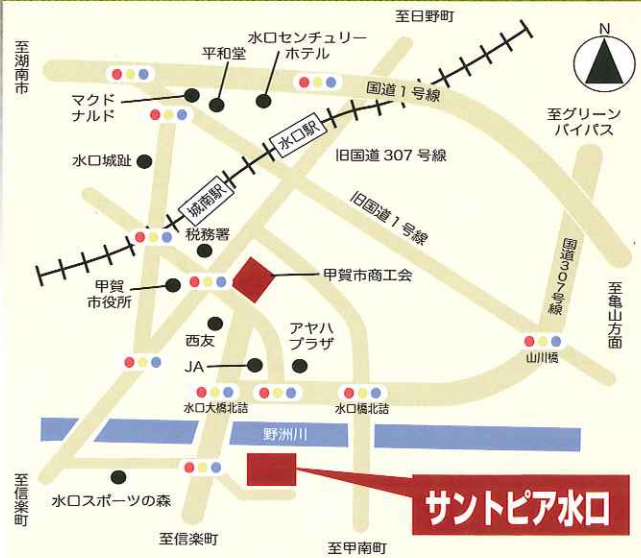 至日野町
至湖南市
平和堂
水口センチュリー
ホテル
N
マクド
ナルド
国道1号線
至グリーン
バイパス
水口駅
水口城趾
旧国道307号線
城南駅
税務署
旧国道1号線
国道307号線
甲賀
市役所
甲賀市商工会
至亀山方面
西友
アヤハ
プラザ
JA
山川橋
水口大橋北詰
水口橋北詰
野洲川
至信楽町
水口スポーツの森
サントピア水口
至信楽町
至甲南町